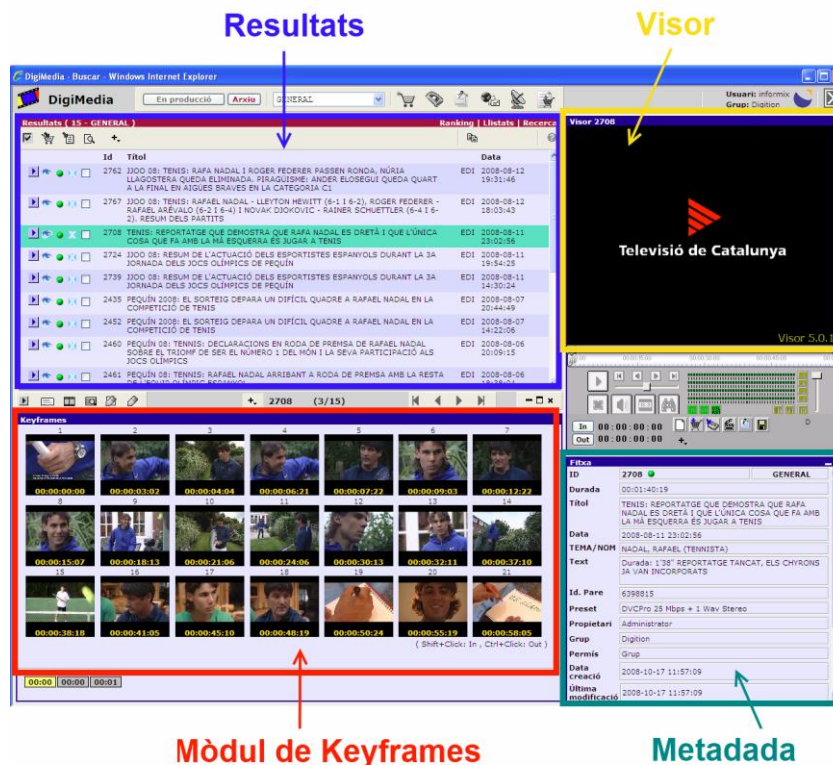 Resultats
Visor
DigiMedia - Buscar - Windows Internet Explorer
DigiMedia
En producció
Arxiu
GENERAL
Usuari: informix
Grup: Digition
Resultats ( 15 - GENERAL )
Ranking | Llistats | Recerca
Id Títol Data
2762 JJOO 08: TENIS: RAFA NADAL I ROGER FEDERER PASSEN RONDA, NÚRIA EDI 2008-08-12
LLAGOSTERA QUEDA ELIMINADA. PIRAGÜISME: ANDER ELOSEGUI QUEDA QUART 19:31:46
A LA FINAL EN AIGÜES BRAVES EN LA CATEGORIA C1
2767 JJOO 08: TENIS: RAFAEL NADAL - LLEYTON HEWITT (6-1 I 6-2), ROGER FEDERER - EDI 2008-08-12
RAFAEL ARÉVALO (6-2 I 6-4) I NOVAK DJOKOVIC - RAINER SCHUETTLER (6-4 I 6- 18:03:43
2). RESUM DELS PARTITS
2708 TENIS: REPORTATGE QUE DEMOSTRA QUE RAFA NADAL ES DRETÀ I QUE L'ÚNICA EDI 2008-08-11
COSA QUE FA AMB LA MÀ ESQUERRA ÉS JUGAR A TENIS 23:02:56
2724 JJOO 08: RESUM DE L'ACTUACIÓ DELS ESPORTISTES ESPANYOLS DURANT LA 3A EDI 2008-08-11
JORNADA DELS JOCS OLÍMPICS DE PEQUÍN 19:54:25
2739 JJOO 08: RESUM DE L'ACTUACIÓ DELS ESPORTISTES ESPANYOLS DURANT LA 3A EDI 2008-08-11
JORNADA DELS JOCS OLÍMPICS DE PEQUÍN 14:30:24
2435 PEQUÍN 2008: EL SORTEIG DEPARA UN DIFÍCIL QUADRE A RAFAEL NADAL EN LA EDI 2008-08-07
COMPETICIÓ DE TENIS 20:44:49
2452 PEQUÍN 2008: EL SORTEIG DEPARA UN DIFÍCIL QUADRE A RAFAEL NADAL EN LA EDI 2008-08-07
COMPETICIÓ DE TENIS 14:22:06
2460 PEQUÍN 08: TENNIS: DECLARACIONS EN RODA DE PREMSA DE RAFAEL NADAL EDI 2008-08-06
SOBRE EL TRIOMF DE SER EL NÚMERO 1 DEL MÓN I LA SEVA PARTICIPACIÓ ALS 20:09:15
JOCS OLÍMPICS
2461 PEQUÍN 08: TENNIS: RAFAEL NADAL ARRIBANT A RODA DE PREMSA AMB LA RESTA EDI 2008-08-06
DE L'EQUIP OLÍMPIC ESPANYOL
2708 (3/15)
Visor 2708
Televisió de Catalunya
Visor 5.0.1
In 00:00:00:00
Out 00:00:00:00
Keyframes
1 2 3 4 5 6 7
00:00:00:00 00:00:03:02 00:00:04:04 00:00:06:21 00:00:07:22 00:00:09:03 00:00:12:22
8 9 10 11 12 13 14
00:00:15:07 00:00:18:13 00:00:21:06 00:00:24:06 00:00:30:13 00:00:32:11 00:00:37:10
15 16 17 18 19 20 21
00:00:38:18 00:00:41:05 00:00:45:10 00:00:48:19 00:00:50:24 00:00:55:19 00:00:58:05
( Shift+Click: In , Ctrl+Click: Out )
00:00 00:00 00:01
Fitxa
ID 2708 GENERAL
Durada 00:01:40:19
Títol TENIS: REPORTATGE QUE DEMOSTRA QUE RAFA
NADAL ES DRETÀ I QUE L'ÚNICA COSA QUE FA AMB
LA MÀ ESQUERRA ÉS JUGAR A TENIS
Data 2008-08-11 23:02:56
TEMA/NOM NADAL, RAFAEL (TENNISTA)
Text Durada: 1'38" REPORTATGE TANCAT, ELS CHYRONS
JA VAN INCORPORATS
Id. Pare 6398815
Preset DVCPro 25 Mbps + 1 Wav Stereo
Propietari Administrator
Grup Digition
Permís Grup
Data creació 2008-10-17 11:57:09
Última modificació 2008-10-17 11:57:09
Mòdul de Keyframes
Metadada